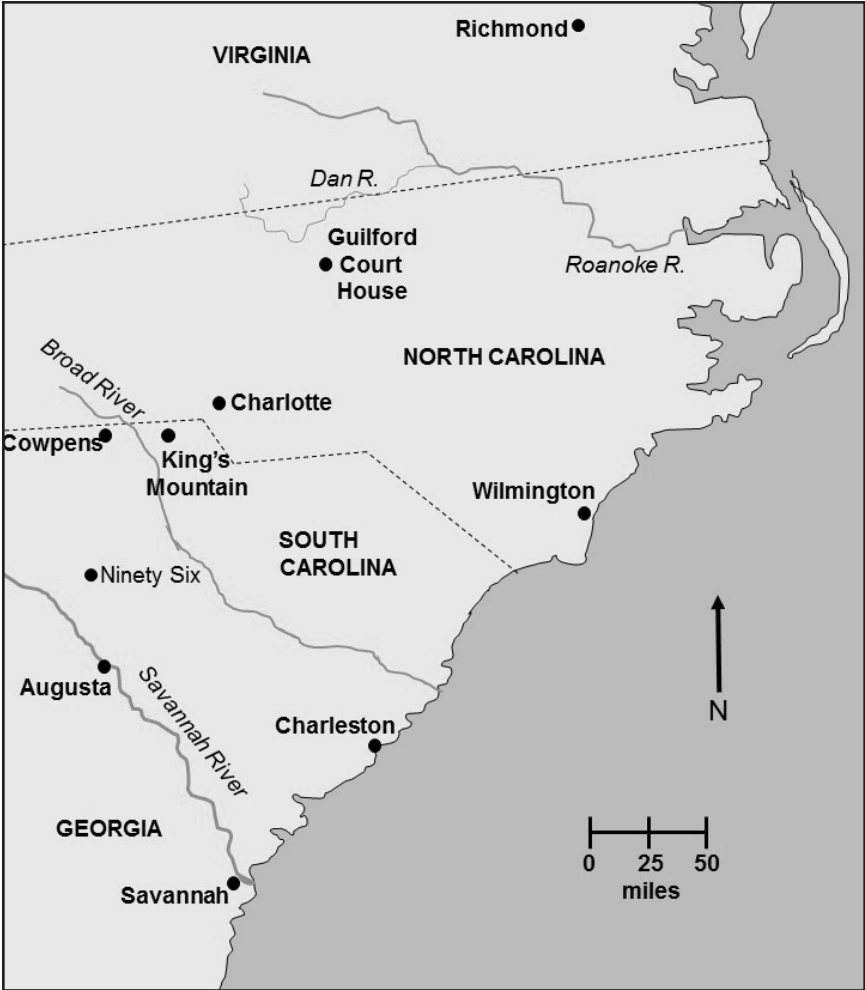 Richmond
VIRGINIA
Dan R.
Guilford
Court
House
Roanoke R.
NORTH CAROLINA
Broad River
Charlotte
Cowpens
King's
Mountain
Wilmington
SOUTH
CAROLINA
Ninety Six
Augusta
Savannah River
N
Charleston
GEORGIA
0 25 50
miles
Savannah